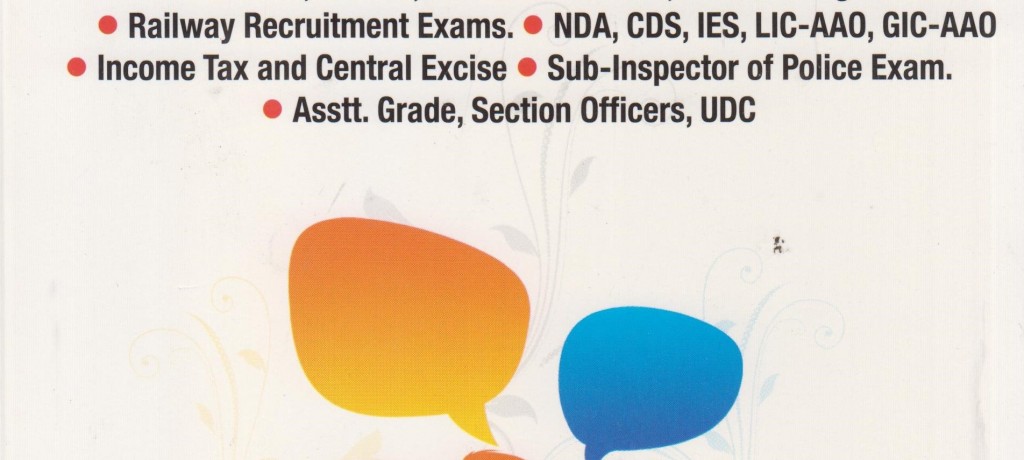 ● Railway Recruitment Exams. ● NDA, CDS, IES, LIC-AAO, GIC-AAO
● Income Tax and Central Excise ● Sub-Inspector of Police Exam.
● Asstt. Grade, Section Officers, UDC